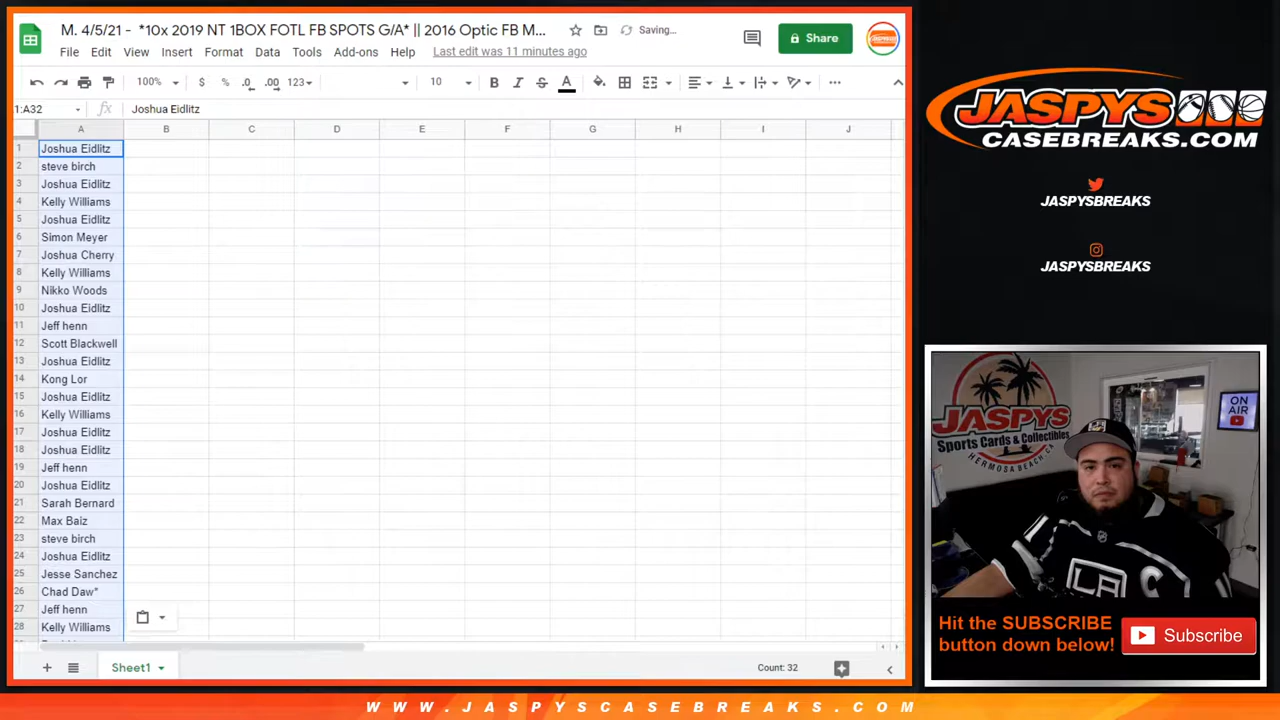 M. 4/5/21 - *10x 2019 NT 1BOX FOTL FB SPOTS G/A* || 2016 Optic FB M...
Saving...
Share
File Edit View Insert Format Data Tools Add-ons Help Last edit was 11 minutes ago
100% $ % .0 .00 123 10 B I S A
1:A32 fx Joshua Eidlitz
A B C D E F G H I J
1 Joshua Eidlitz
2 steve birch
3 Joshua Eidlitz
4 Kelly Williams
5 Joshua Eidlitz
6 Simon Meyer
7 Joshua Cherry
8 Kelly Williams
9 Nikko Woods
10 Joshua Eidlitz
11 Jeff henn
12 Scott Blackwell
13 Joshua Eidlitz
14 Kong Lor
15 Joshua Eidlitz
16 Kelly Williams
17 Joshua Eidlitz
18 Joshua Eidlitz
19 Jeff henn
20 Joshua Eidlitz
21 Sarah Bernard
22 Max Baiz
23 steve birch
24 Joshua Eidlitz
25 Jesse Sanchez
26 Chad Daw*
27 Jeff henn
28 Kelly Williams
Sheet1
Count: 32
JASPYS
CASEBREAKS.COM
JASPYSBREAKS
JASPYSBREAKS
JASPYS
Sports Cards & Collectibles
HERMOSA BEACH CA
ON
AIR
LA
C
Hit the SUBSCRIBE
button down below!
Subscribe
WWW.JASPYSCASEBREAKS.COM